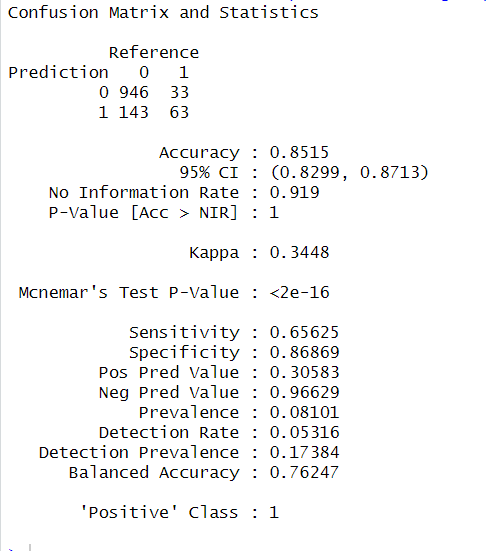 Confusion Matrix and Statistics
Reference
Prediction 0 1
0 946 33
1 143 63
Accuracy : 0.8515
95% CI : (0.8299, 0.8713)
No Information Rate : 0.919
P-Value [Acc > NIR] : 1
Kappa : 0.3448
Mcnemar's Test P-Value : <2e-16
Sensitivity : 0.65625
Specificity : 0.86869
Pos Pred Value : 0.30583
Neg Pred Value : 0.96629
Prevalence : 0.08101
Detection Rate : 0.05316
Detection Prevalence : 0.17384
Balanced Accuracy : 0.76247
'Positive' Class : 1